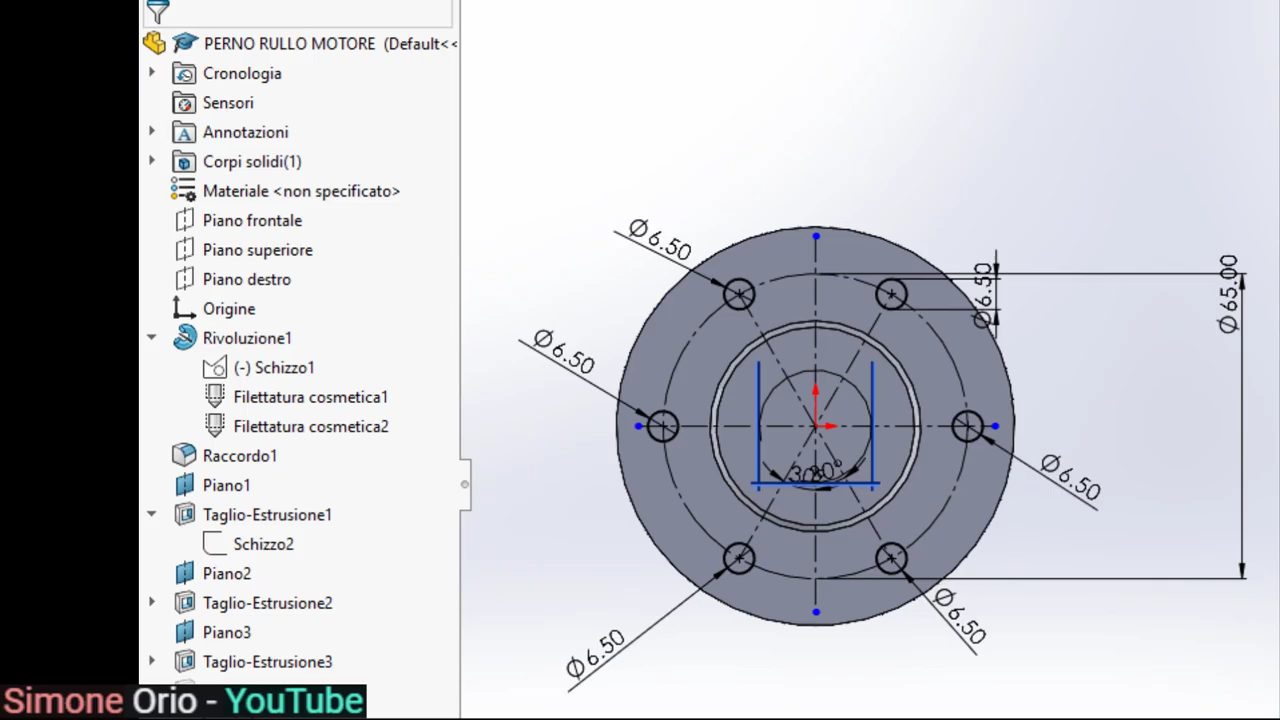 PERNO RULLO MOTORE (Default<<
Cronologia
Sensori
Annotazioni
Corpi solidi(1)
Materiale <non specificato>
Piano frontale
Piano superiore
Piano destro
Origine
Rivoluzione1
(-) Schizzo1
Filettatura cosmetica1
Filettatura cosmetica2
Raccordo1
Piano1
Taglio-Estrusione1
Schizzo2
Piano2
Taglio-Estrusione2
Piano3
Taglio-Estrusione3
Simone Orio - YouTube
Ø6.50
Ø6.50
Ø65.00
Ø6.50
Ø6.50
Ø6.50
Ø6.50